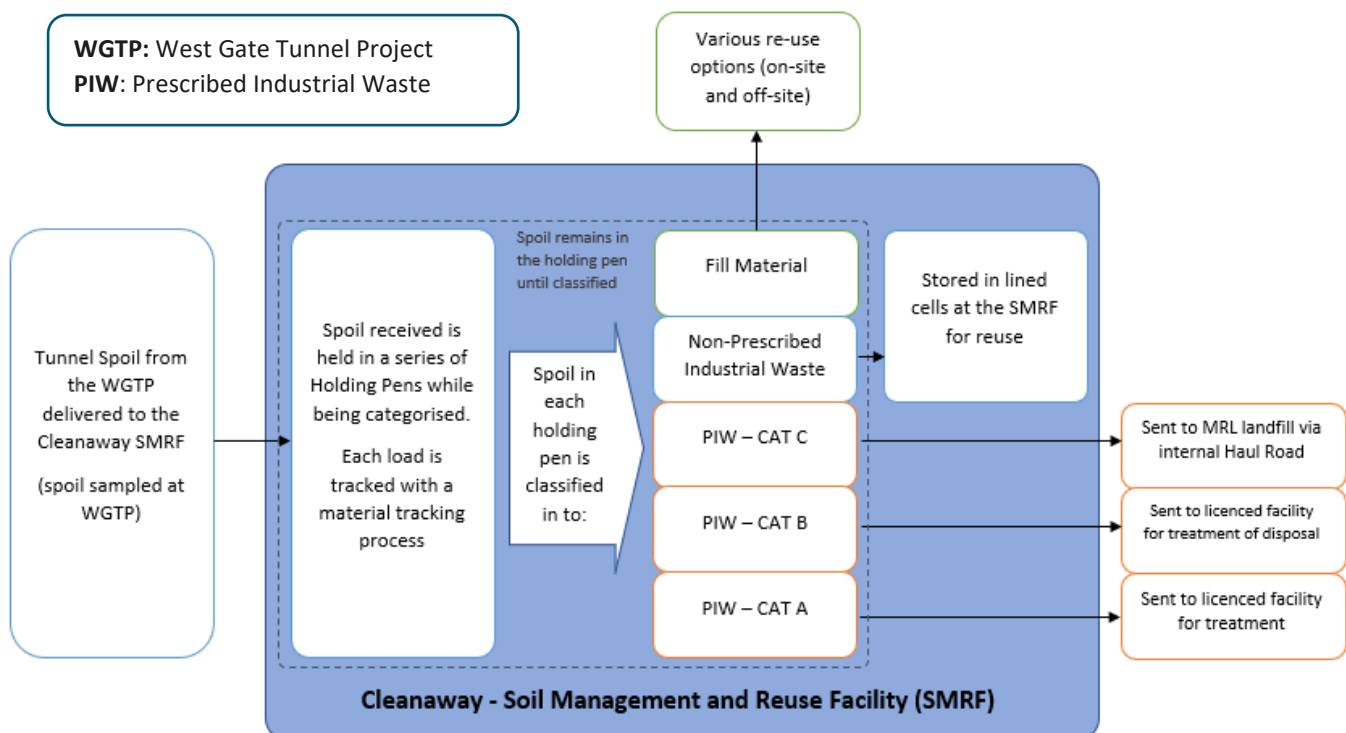 WGTP: West Gate Tunnel Project
PIW: Prescribed Industrial Waste
Various re-use
options (on-site
and off-site)
Tunnel Spoil from
the WGTP
delivered to the
Cleanaway SMRF
(spoil sampled at
WGTP)
Spoil received is
held in a series of
Holding Pens while
being categorised.
Each load is
tracked with a
material tracking
process
Spoil remains in
the holding pen
until classified
Spoil in
each
holding
pen is
classified
in to:
Fill Material
Non-Prescribed
Industrial Waste
PIW – CAT C
PIW – CAT B
PIW – CAT A
Stored in lined
cells at the SMRF
for reuse
Sent to MRL landfill via
internal Haul Road
Sent to licenced facility
for treatment of disposal
Sent to licenced facility
for treatment
Cleanaway - Soil Management and Reuse Facility (SMRF)